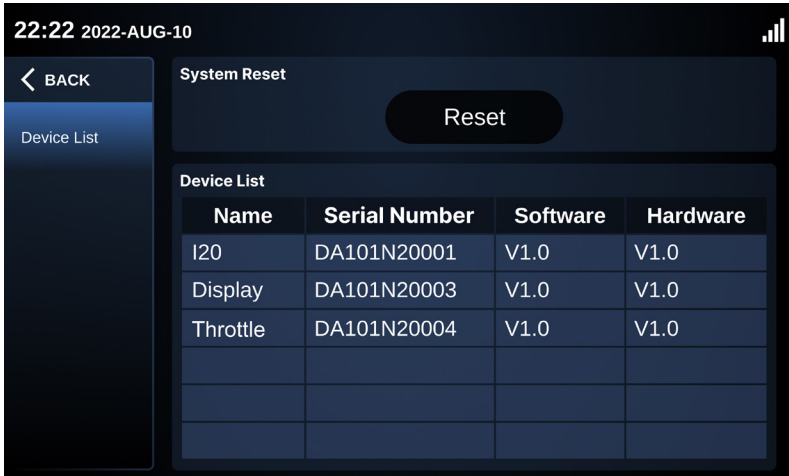 22:22 2022-AUG-10
BACK
Device List
System Reset
Reset
Device List
Name Serial Number Software Hardware
I20 DA101N20001 V1.0 V1.0
Display DA101N20003 V1.0 V1.0
Throttle DA101N20004 V1.0 V1.0